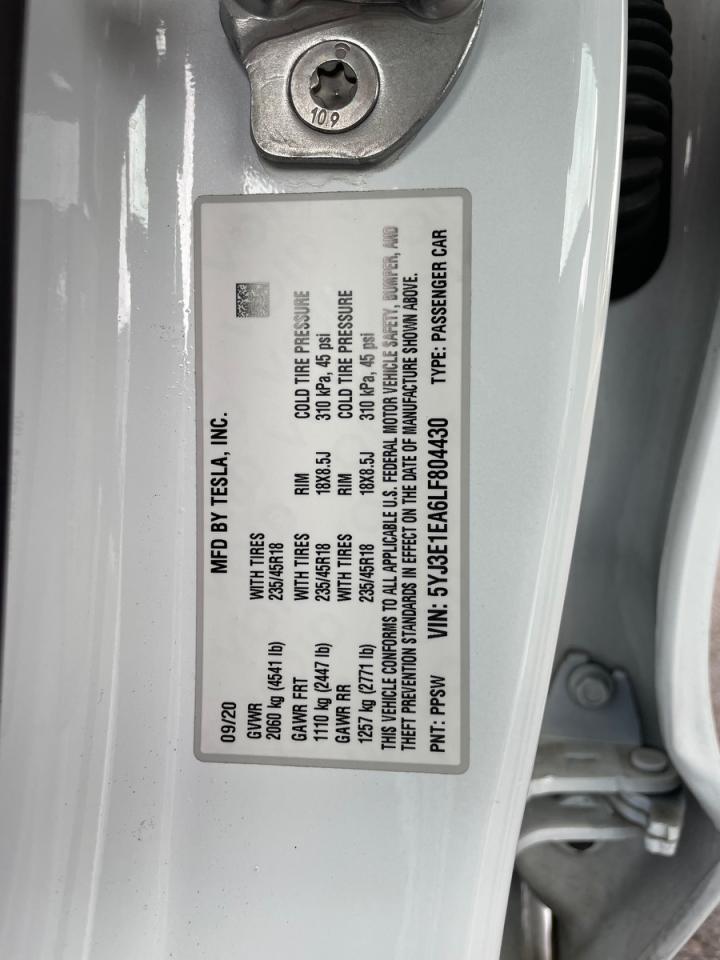 10.9
09/20 MFD BY TESLA, INC.
GVWR WITH TIRES
2060 kg (4541 lb) 235/45R18
GAWR FRT WITH TIRES RIM COLD TIRE PRESSURE
1110 kg (2447 lb) 235/45R18 18X8.5J 310 kPa, 45 psi
GAWR RR WITH TIRES RIM COLD TIRE PRESSURE
1257 kg (2771 lb) 235/45R18 18X8.5J 310 kPa, 45 psi
THIS VEHICLE CONFORMS TO ALL APPLICABLE U.S. FEDERAL MOTOR VEHICLE SAFETY, BUMPER, AND
THEFT PREVENTION STANDARDS IN EFFECT ON THE DATE OF MANUFACTURE SHOWN ABOVE.
PNT: PPSW VIN: 5YJ3E1EA6LF804430 TYPE: PASSENGER CAR